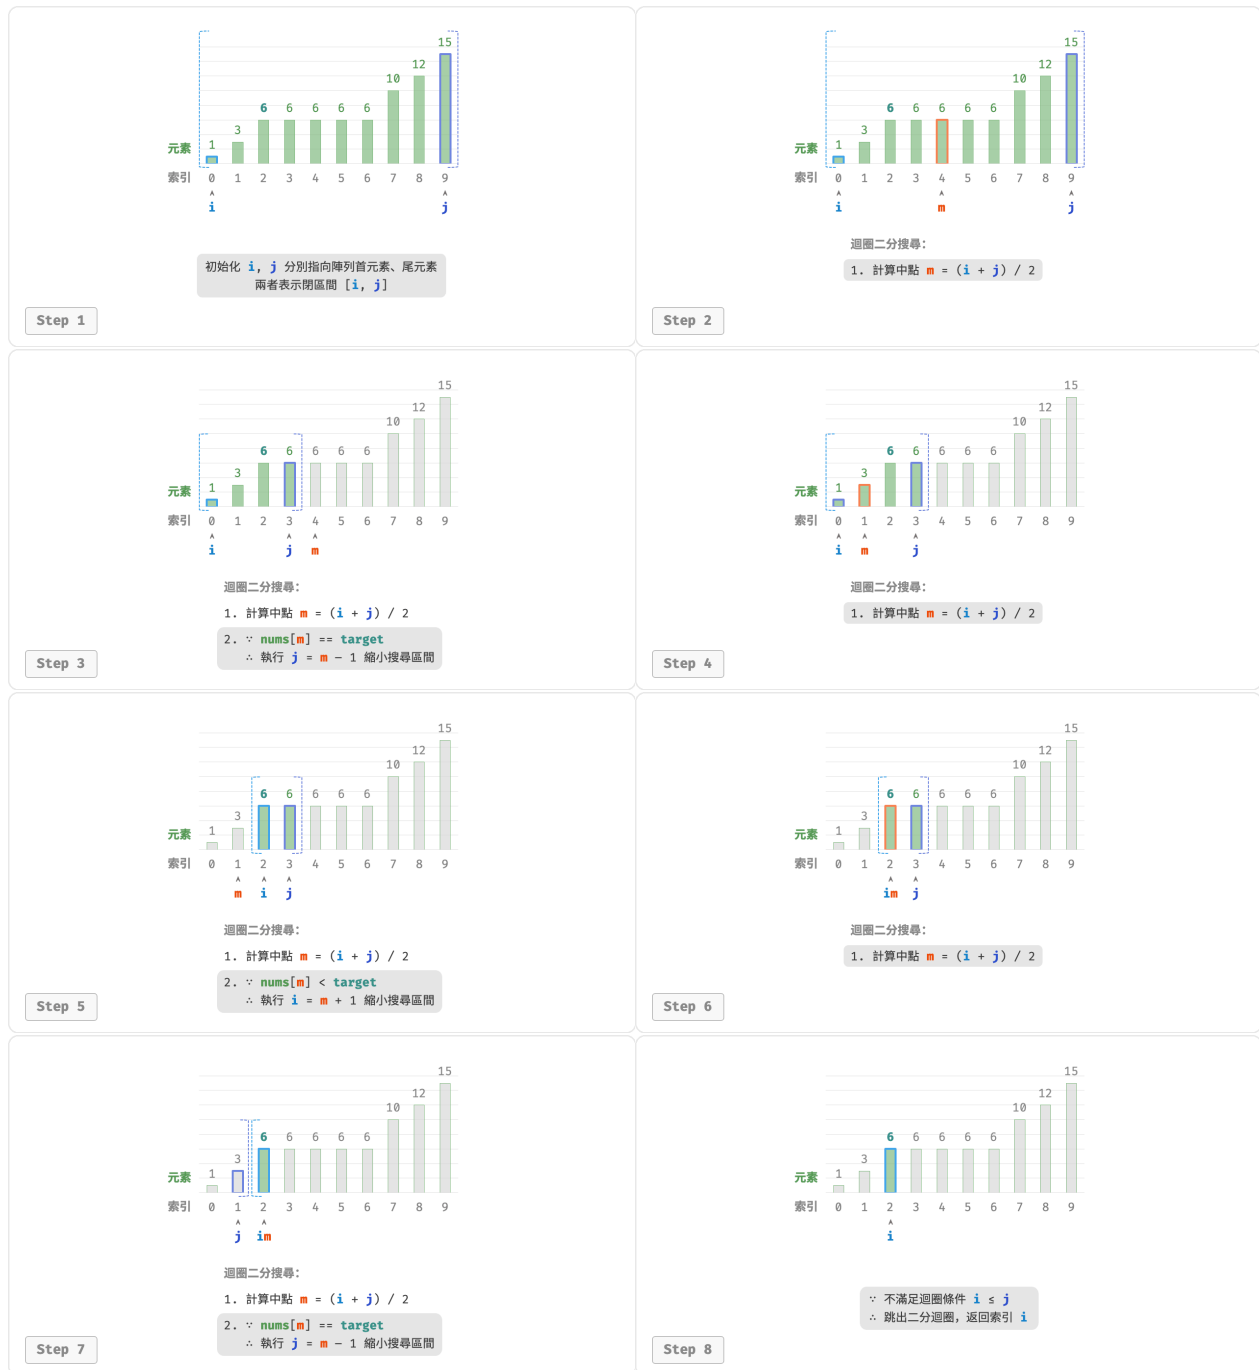 15
12
10
6 6 6 6 6
3
1
元素
索引 0 1 2 3 4 5 6 7 8 9
i j
初始化 i, j 分別指向陣列首元素、尾元素
兩者表示閉區間 [i, j]
Step 1
15
12
10
6 6 6 6 6
3
1
元素
索引 0 1 2 3 4 5 6 7 8 9
i m j
迴圈二分搜尋:
1. 計算中點 m = (i + j) / 2
Step 2
15
12
10
6 6 6 6 6
3
1
元素
索引 0 1 2 3 4 5 6 7 8 9
i j m
迴圈二分搜尋:
1. 計算中點 m = (i + j) / 2
2. ∵ nums[m] == target
∴ 執行 j = m − 1 縮小搜尋區間
Step 3
15
12
10
6 6 6 6 6
3
1
元素
索引 0 1 2 3 4 5 6 7 8 9
i m j
迴圈二分搜尋:
1. 計算中點 m = (i + j) / 2
Step 4
15
12
10
6 6 6 6 6
3
1
元素
索引 0 1 2 3 4 5 6 7 8 9
m i j
迴圈二分搜尋:
1. 計算中點 m = (i + j) / 2
2. ∵ nums[m] < target
∴ 執行 i = m + 1 縮小搜尋區間
Step 5
15
12
10
6 6 6 6 6
3
1
元素
索引 0 1 2 3 4 5 6 7 8 9
im j
迴圈二分搜尋:
1. 計算中點 m = (i + j) / 2
Step 6
15
12
10
6 6 6 6 6
3
1
元素
索引 0 1 2 3 4 5 6 7 8 9
j im
迴圈二分搜尋:
1. 計算中點 m = (i + j) / 2
2. ∵ nums[m] == target
∴ 執行 j = m − 1 縮小搜尋區間
Step 7
15
12
10
6 6 6 6 6
3
1
元素
索引 0 1 2 3 4 5 6 7 8 9
i
∵ 不滿足迴圈條件 i ≤ j
∴ 跳出二分迴圈，返回索引 i
Step 8